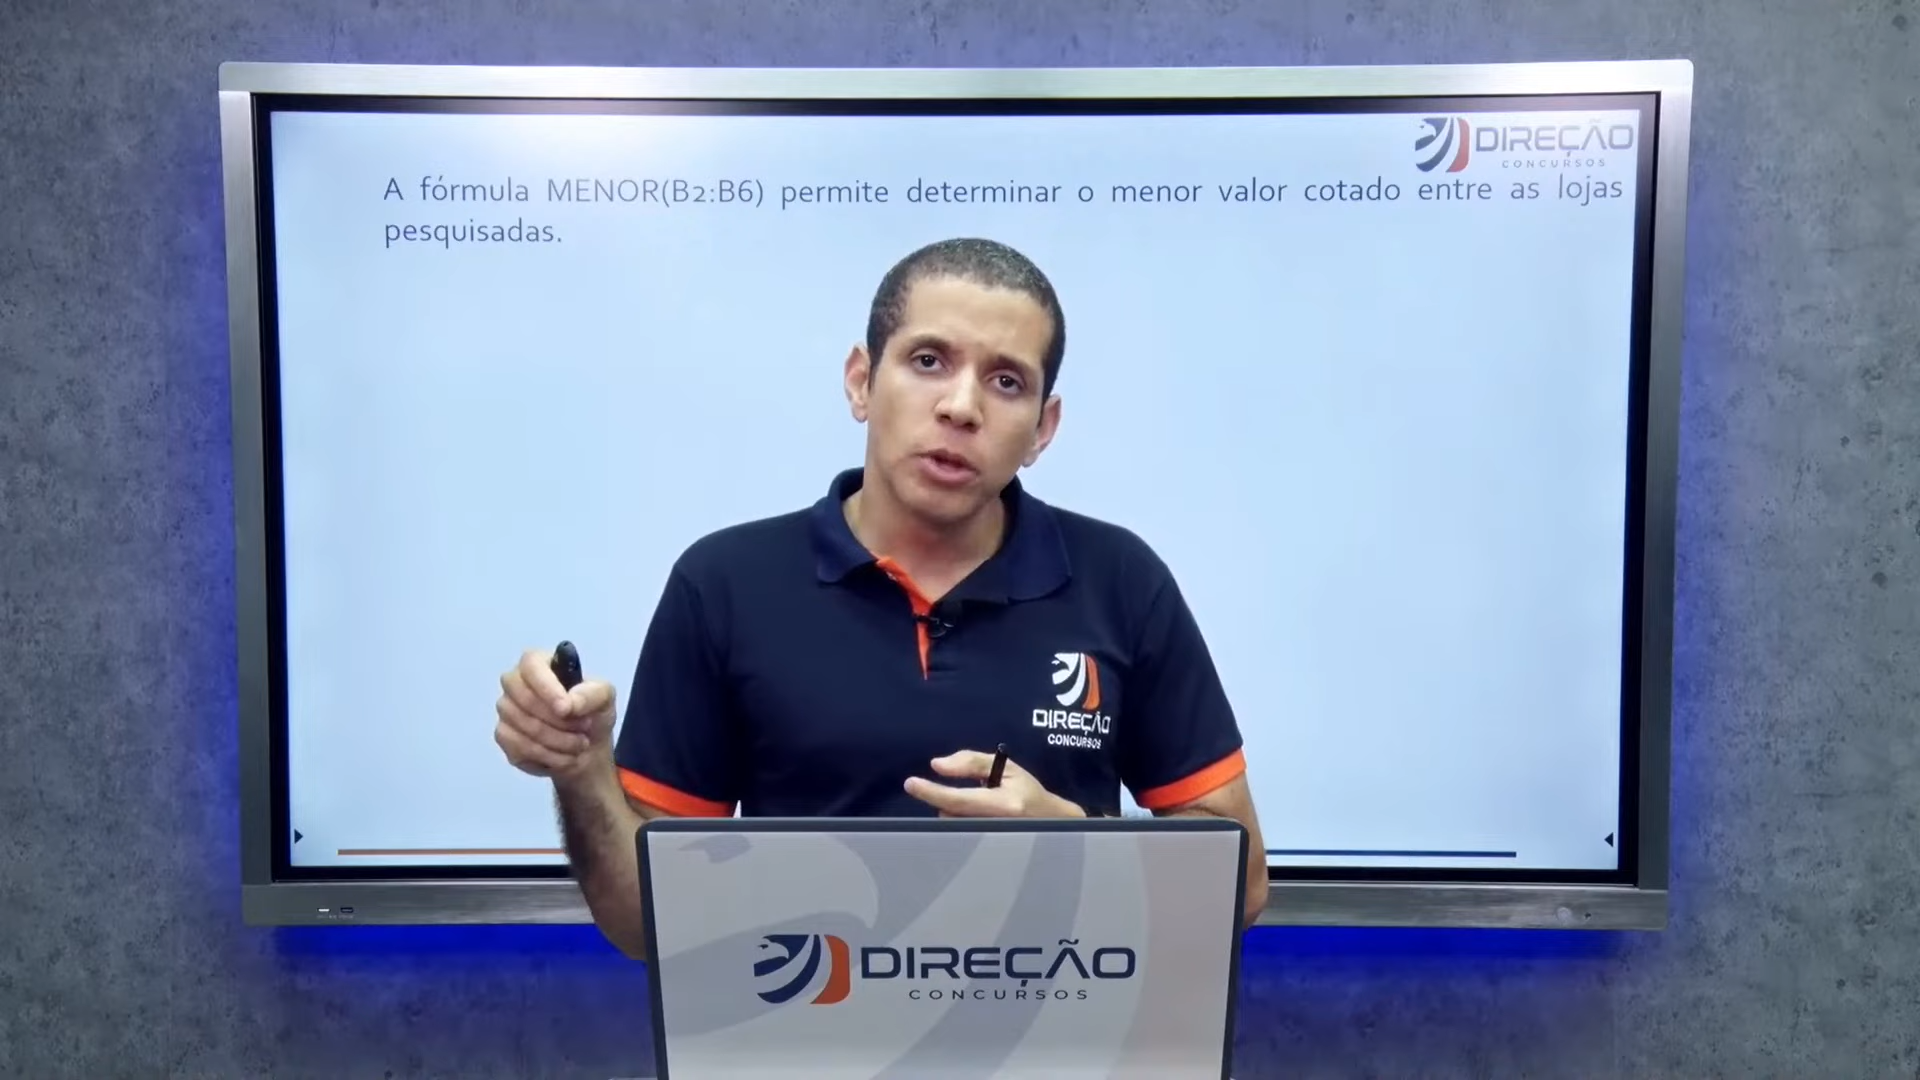 DIREÇÃO
CONCURSOS
A fórmula MENOR(B2:B6) permite determinar o menor valor cotado entre as lojas
pesquisadas.
DIREÇÃO
CONCURSOS
DIREÇÃO
CONCURSOS